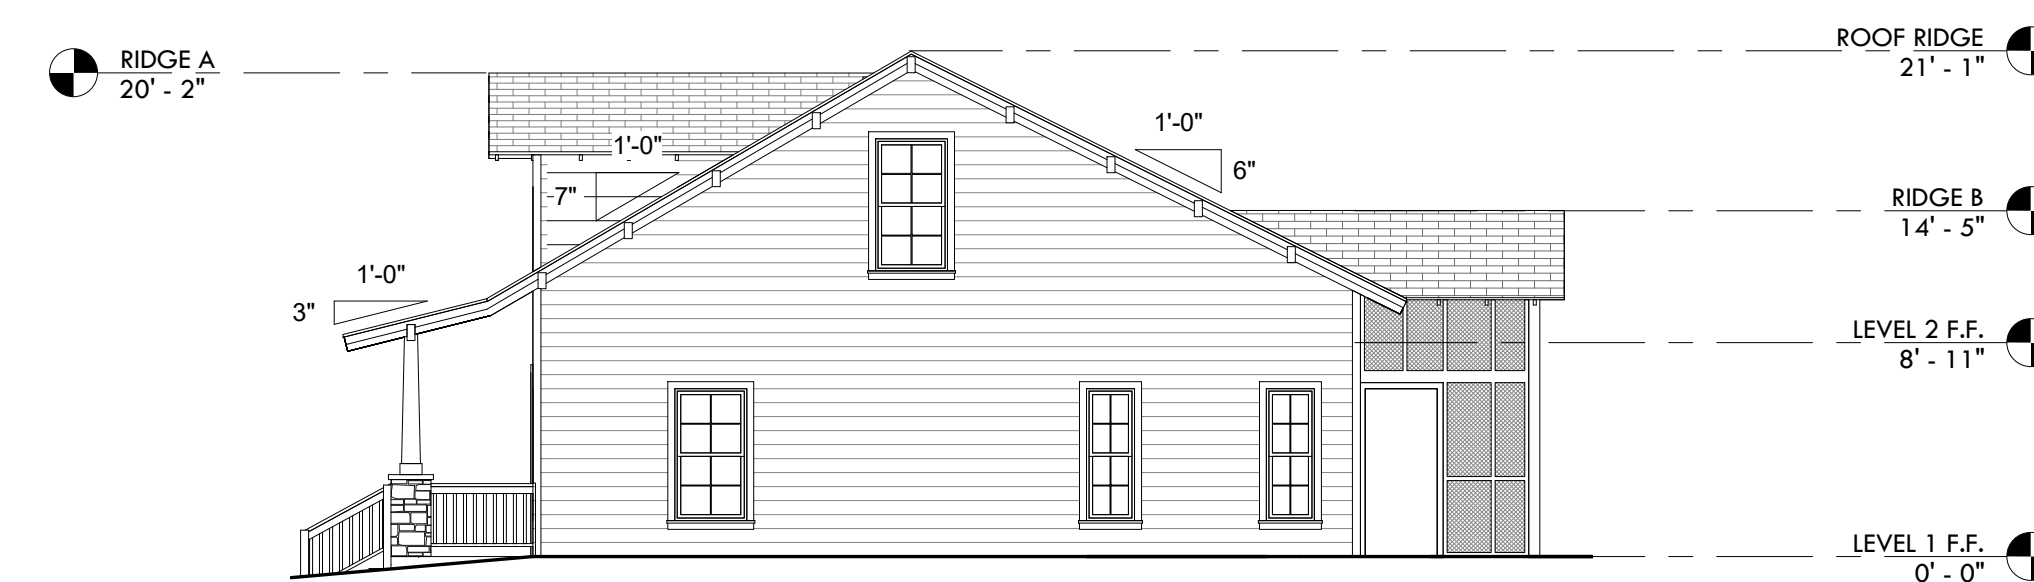 RIDGE A
20' - 2"
ROOF RIDGE
21' - 1"
1'-0"
6"
1'-0"
7"
RIDGE B
14' - 5"
1'-0"
3"
LEVEL 2 F.F.
8' - 11"
LEVEL 1 F.F.
0' - 0"